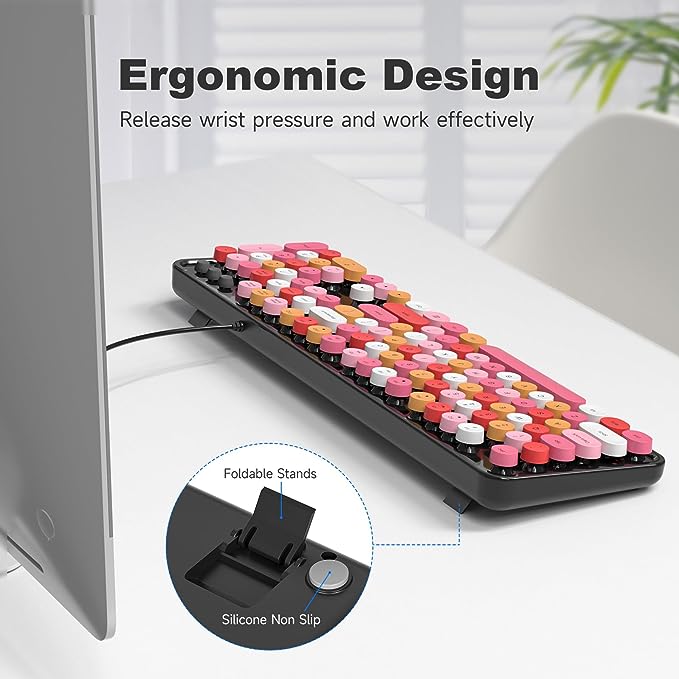 Ergonomic Design
Release wrist pressure and work effectively
Foldable Stands
Silicone Non Slip